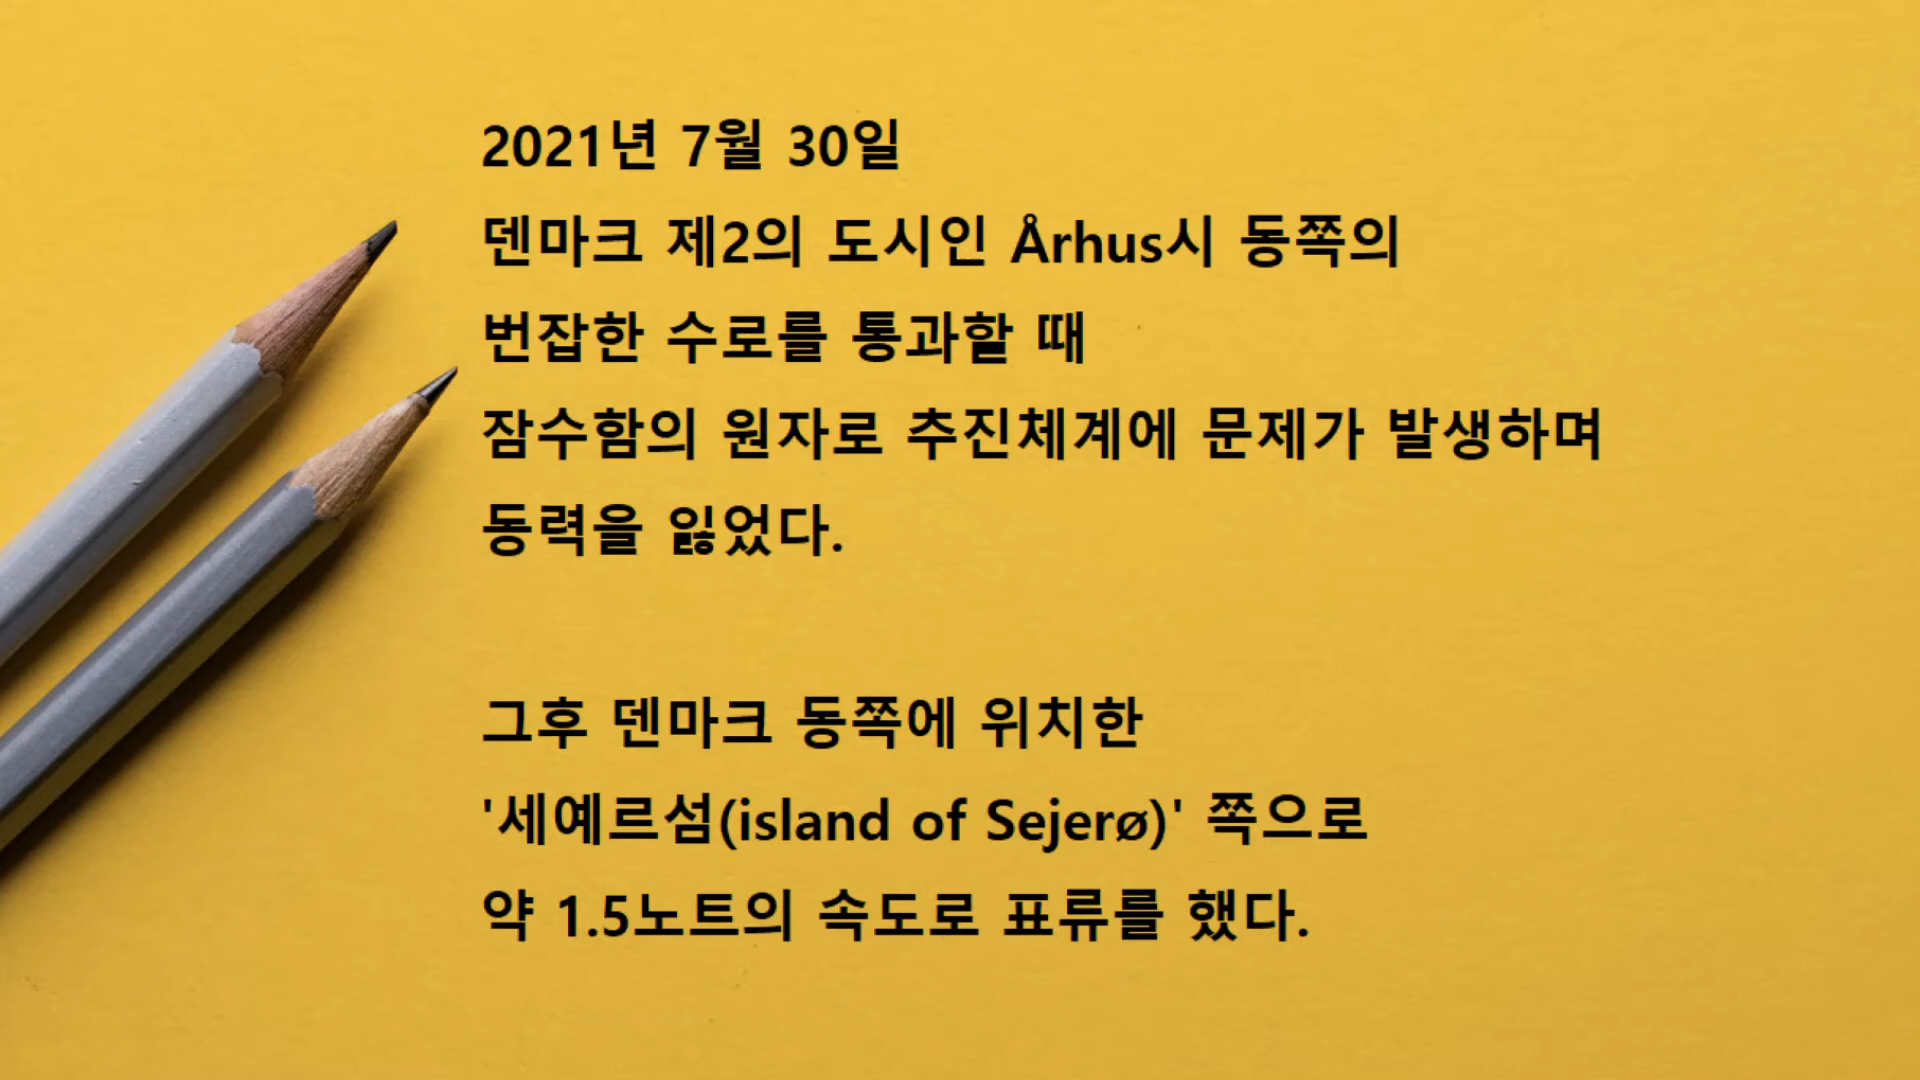 2021년 7월 30일
덴마크 제2의 도시인 Århus시 동쪽의
번잡한 수로를 통과할 때
잠수함의 원자로 추진체계에 문제가 발생하며
동력을 잃었다.
그후 덴마크 동쪽에 위치한
'세예르섬(island of Sejerø)' 쪽으로
약 1.5노트의 속도로 표류를 했다.